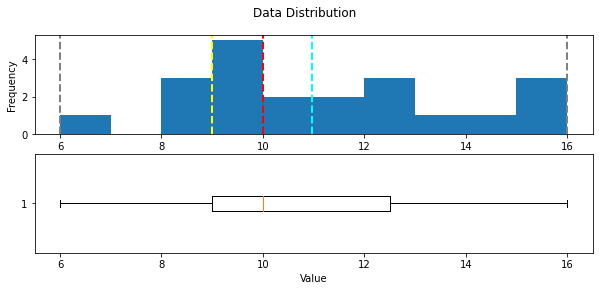 Data Distribution
Frequency
4
2
0
6 8 10 12 14 16
1
6 8 10 12 14 16
Value